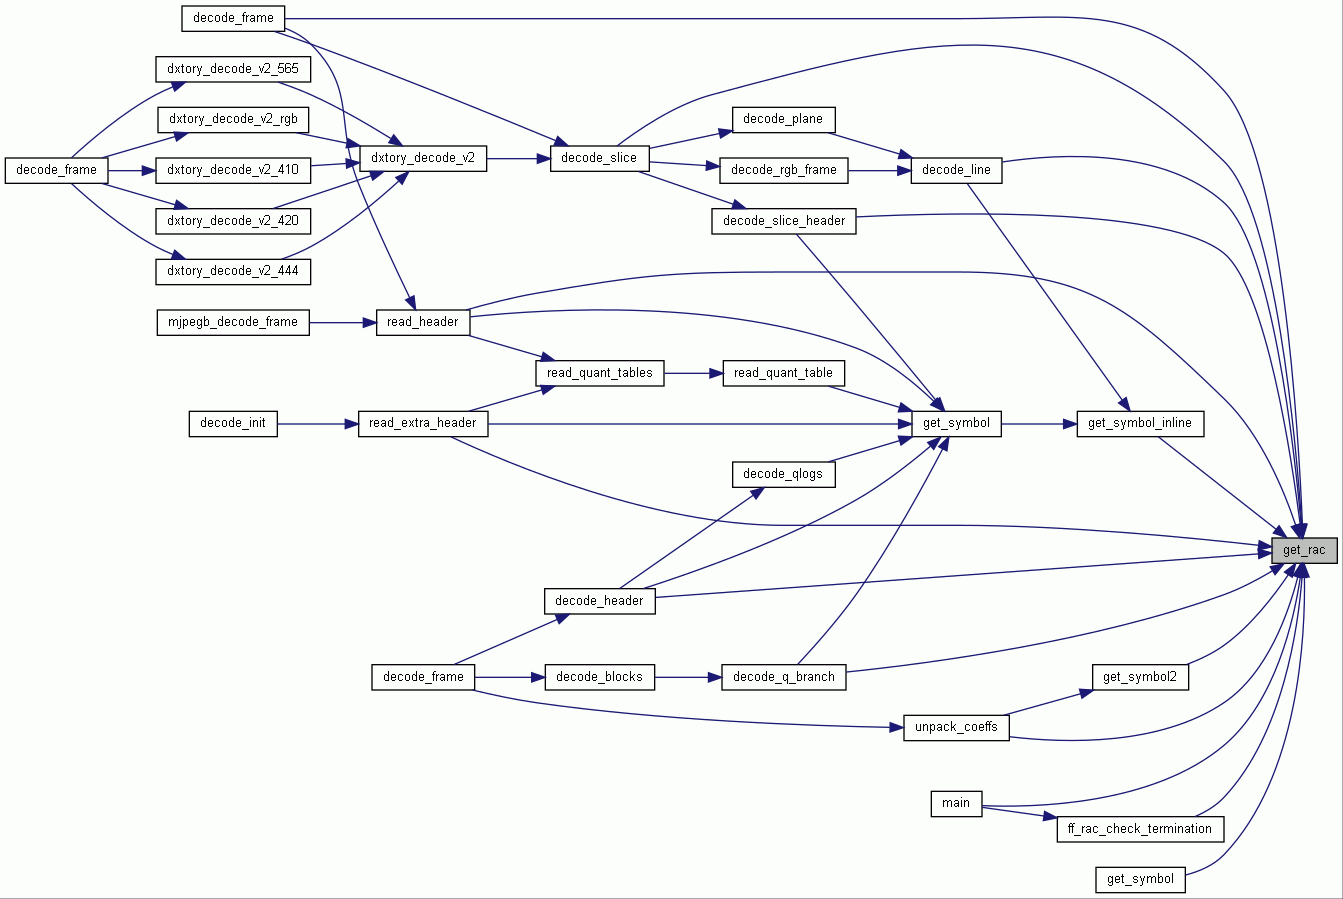 decode_frame
dxtory_decode_v2_565
dxtory_decode_v2_rgb
decode_plane
decode_frame
dxtory_decode_v2_410
dxtory_decode_v2
decode_slice
decode_rgb_frame
decode_line
dxtory_decode_v2_420
decode_slice_header
dxtory_decode_v2_444
mjpegb_decode_frame
read_header
read_quant_tables
read_quant_table
decode_init
read_extra_header
get_symbol
get_symbol_inline
decode_qlogs
get_rac
decode_header
decode_frame
decode_blocks
decode_q_branch
get_symbol2
unpack_coeffs
main
ff_rac_check_termination
get_symbol